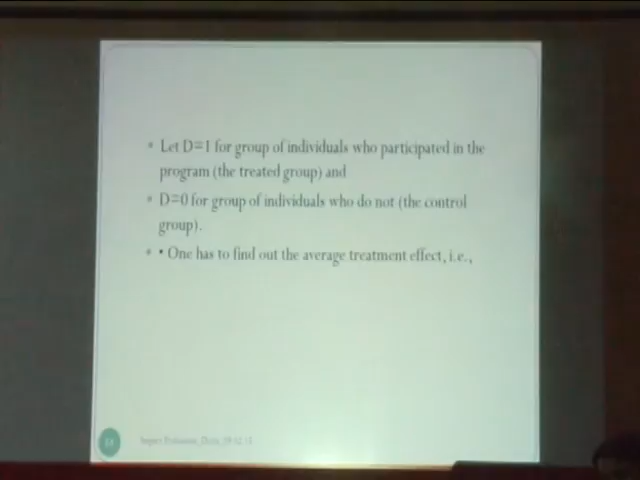 • Let D=1 for group of individuals who participated in the
program (the treated group) and
• D=0 for group of individuals who do not (the control
group).
• • One has to find out the average treatment effect, i.e.,